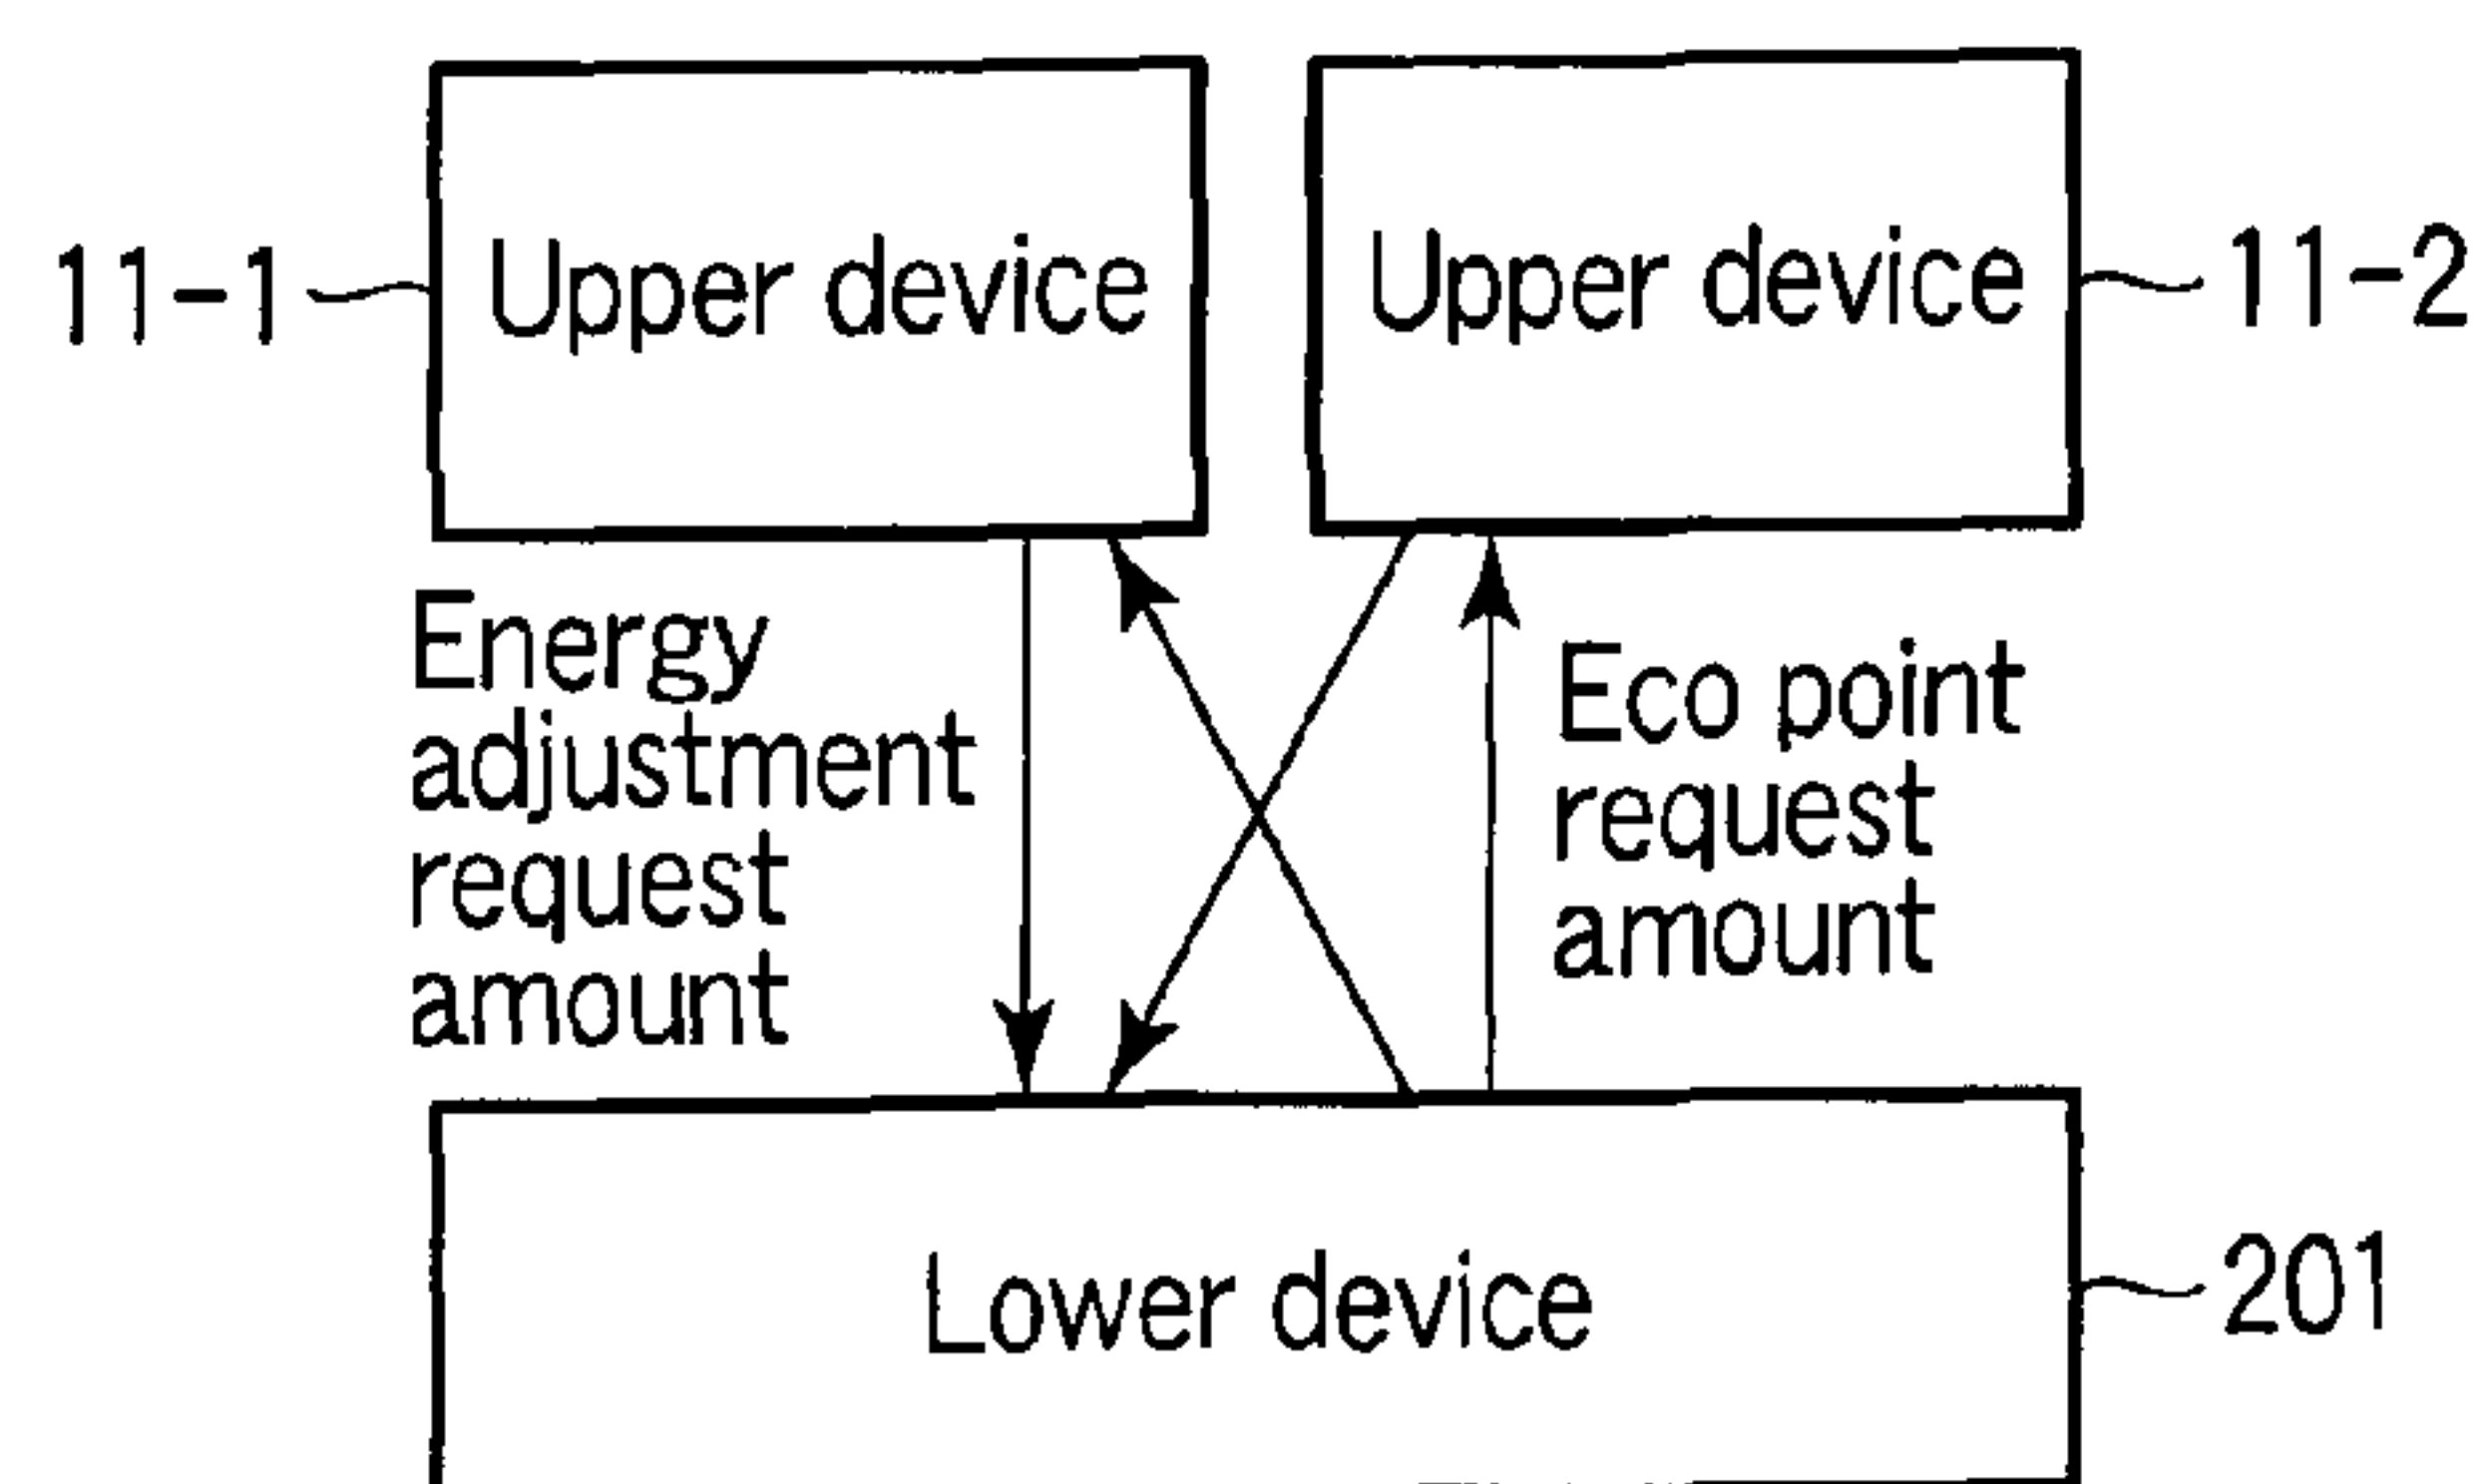 11-1
Upper device
Upper device
11-2
Energy
adjustment
request
amount
Eco point
request
amount
Lower device
201